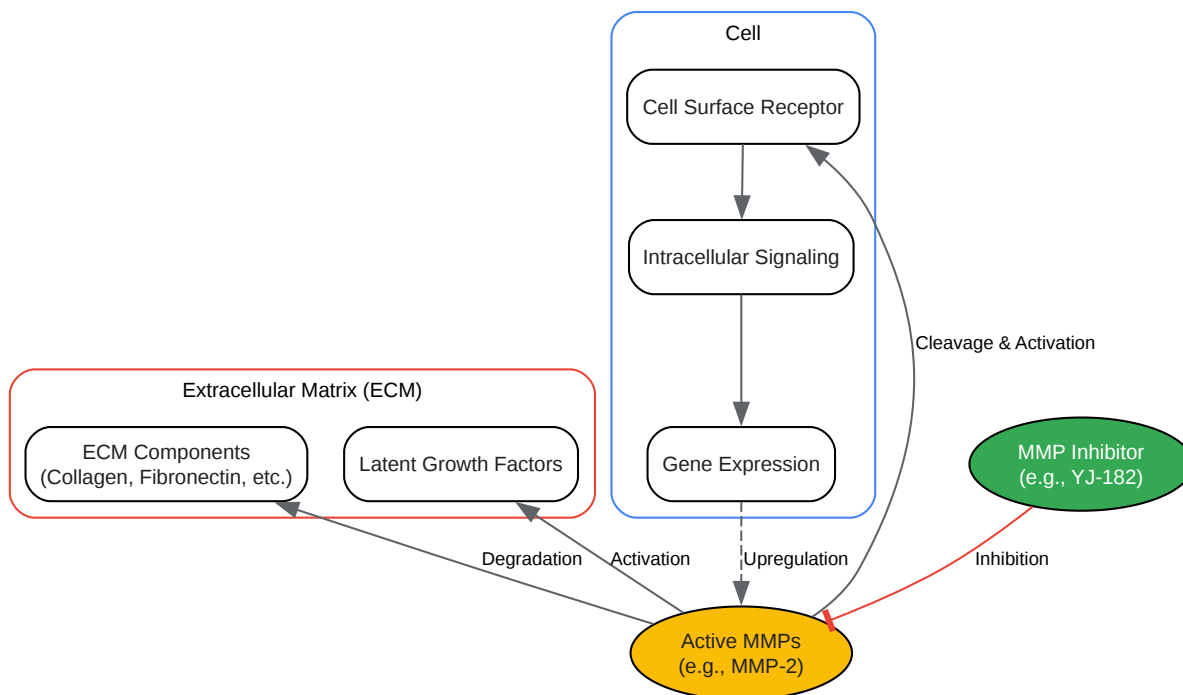 Cell
Cell Surface Receptor
Intracellular Signaling
Cleavage & Activation
Extracellular Matrix (ECM)
ECM Components
(Collagen, Fibronectin, etc.)
Latent Growth Factors
Gene Expression
MMP Inhibitor
(e.g., YJ-182)
Degradation
Activation
Upregulation
Inhibition
Active MMPs
(e.g., MMP-2)